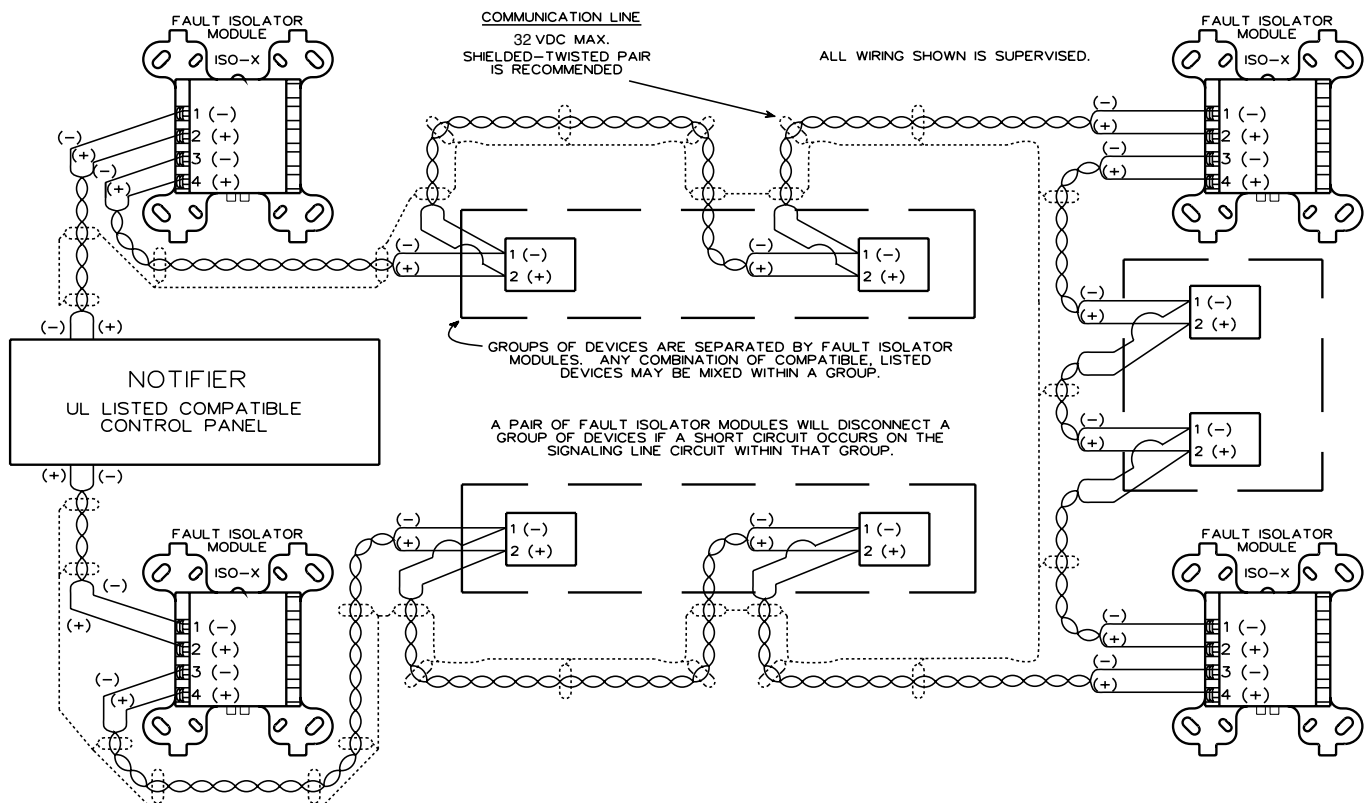 COMMUNICATION LINE
32 VDC MAX.
SHIELDED-TWISTED PAIR
IS RECOMMENDED
ALL WIRING SHOWN IS SUPERVISED.
FAULT ISOLATOR
MODULE
ISO-X
1 (-)
2 (+)
3 (-)
4 (+)
(-)
(+)
(-)
(+)
FAULT ISOLATOR
MODULE
ISO-X
1 (-)
2 (+)
3 (-)
4 (+)
(-)
(+)
(-)
(+)
(-)
(+)
1 (-)
2 (+)
(-)
(+)
1 (-)
2 (+)
(-)
(+)
1 (-)
2 (+)
(-)
(+)
1 (-)
2 (+)
GROUPS OF DEVICES ARE SEPARATED BY FAULT ISOLATOR
MODULES. ANY COMBINATION OF COMPATIBLE, LISTED
DEVICES MAY BE MIXED WITHIN A GROUP.
(-) (+)
NOTIFIER
UL LISTED COMPATIBLE
CONTROL PANEL
(+) (-)
A PAIR OF FAULT ISOLATOR MODULES WILL DISCONNECT A
GROUP OF DEVICES IF A SHORT CIRCUIT OCCURS ON THE
SIGNALING LINE CIRCUIT WITHIN THAT GROUP.
(-)
(+)
1 (-)
2 (+)
(-)
(+)
1 (-)
2 (+)
FAULT ISOLATOR
MODULE
ISO-X
(-)
(+)
1 (-)
2 (+)
3 (-)
4 (+)
(-)
(+)
FAULT ISOLATOR
MODULE
ISO-X
(-)
(+)
(-)
(+)
1 (-)
2 (+)
3 (-)
4 (+)